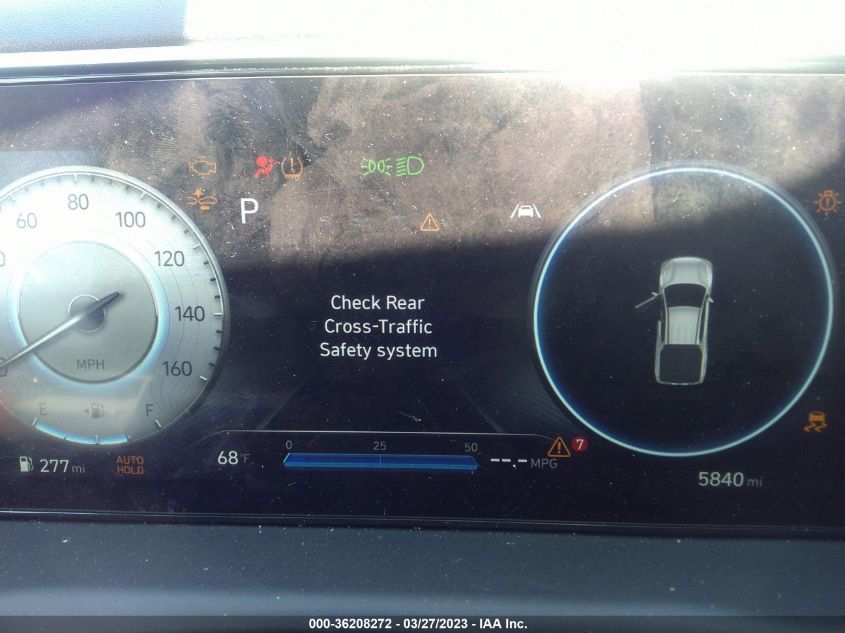 60
80
100
120
140
160
MPH
E
F
P
Check Rear
Cross-Traffic
Safety system
277 mi
AUTO
HOLD
68°F
0
25
50
--.- MPG
7
5840 mi
000-36208272 - 03/27/2023 - IAA Inc.